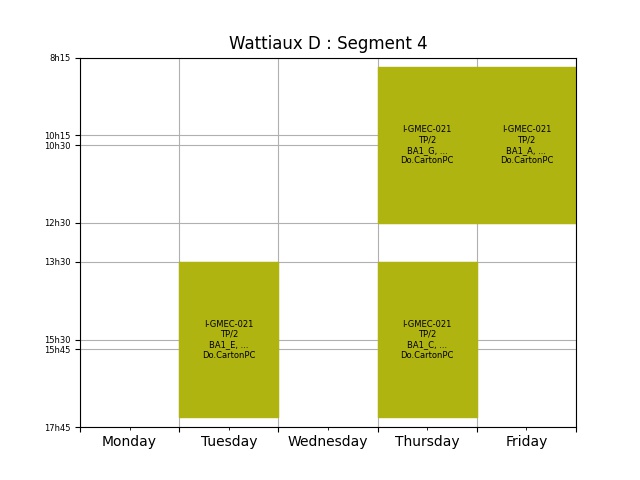 Wattiaux D : Segment 4
8h15
10h15
10h30
12h30
13h30
15h30
15h45
17h45
I-GMEC-021
TP/2
BA1_G, ...
Do.CartonPC
I-GMEC-021
TP/2
BA1_A, ...
Do.CartonPC
I-GMEC-021
TP/2
BA1_E, ...
Do.CartonPC
I-GMEC-021
TP/2
BA1_C, ...
Do.CartonPC
Monday Tuesday Wednesday Thursday Friday